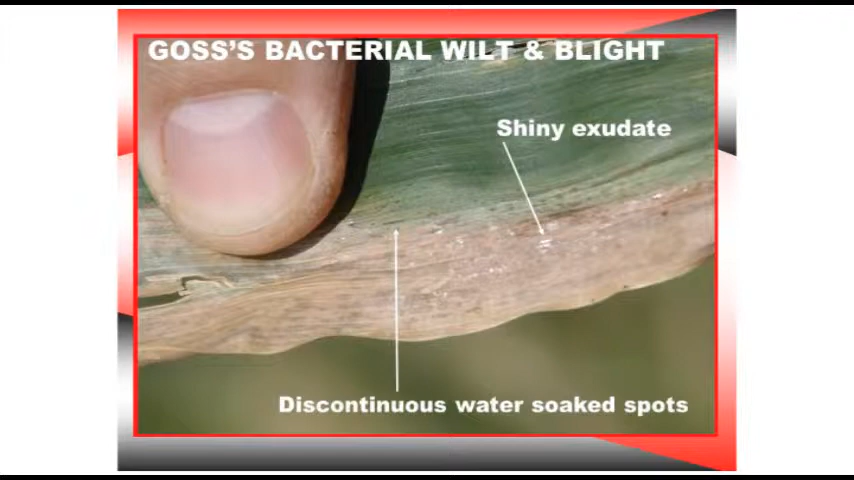 GOSS'S BACTERIAL WILT & BLIGHT
Shiny exudate
Discontinuous water soaked spots